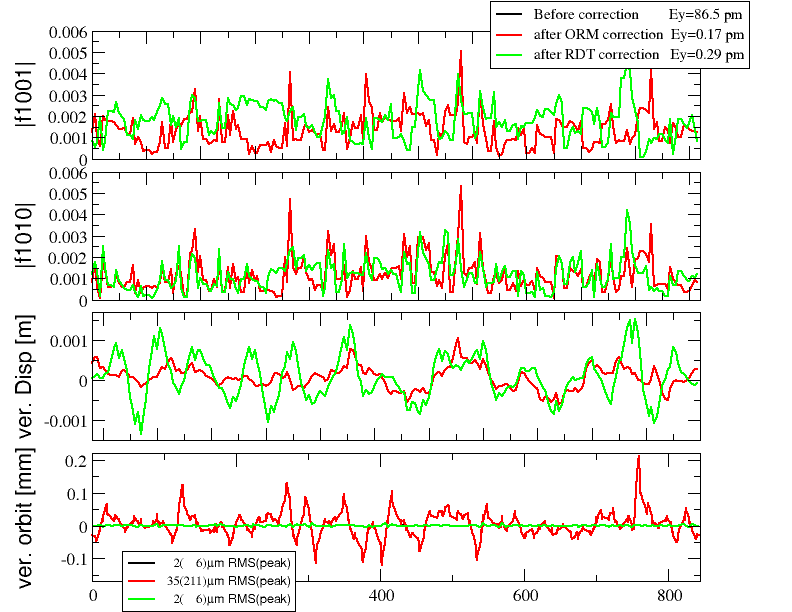 Before correction Ey=86.5 pm
after ORM correction Ey=0.17 pm
after RDT correction Ey=0.29 pm
0.006
0.005
0.004
0.003
0.002
0.001
0
|f1001|
0.006
0.005
0.004
0.003
0.002
0.001
0
|f1010|
0.001
0
-0.001
ver. Disp [m]
0.2
0.1
0
-0.1
ver. orbit [mm]
2( 6)µm RMS(peak)
35(211)µm RMS(peak)
2( 6)µm RMS(peak)
0 400 600 800